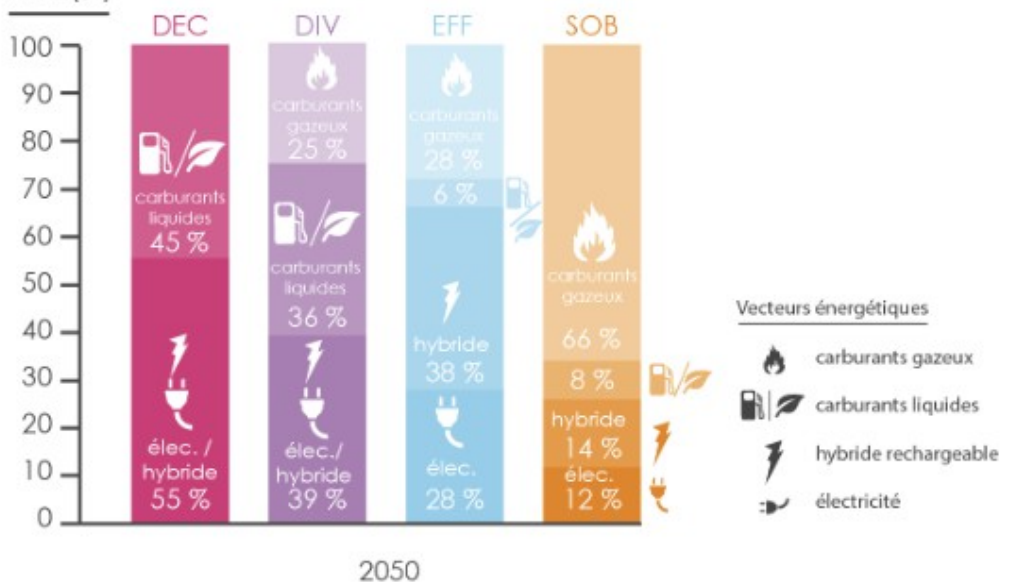 DEC DIV EFF SOB
100
90
80
70
60
50
40
30
20
10
0
carburants
liquides
45 %
élec. /
hybride
55 %
carburants
gazeux
25 %
carburants
liquides
36 %
élec./
hybride
39 %
carburants
gazeux
28 %
6 %
hybride
38 %
élec.
28 %
carburants
gazeux
66 %
8 %
hybride
14 %
élec.
12 %
2050
Vecteurs énergétiques
carburants gazeux
carburants liquides
hybride rechargeable
électricité